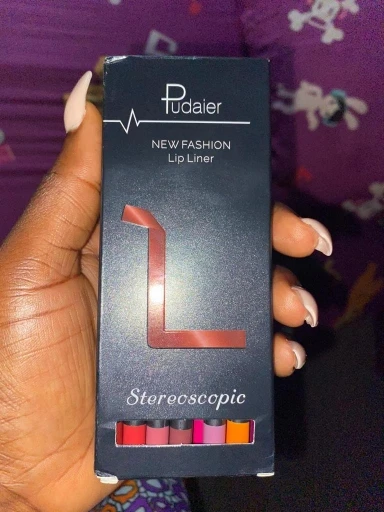 Pudaier
NEW FASHION
Lip Liner
Stereoscopic